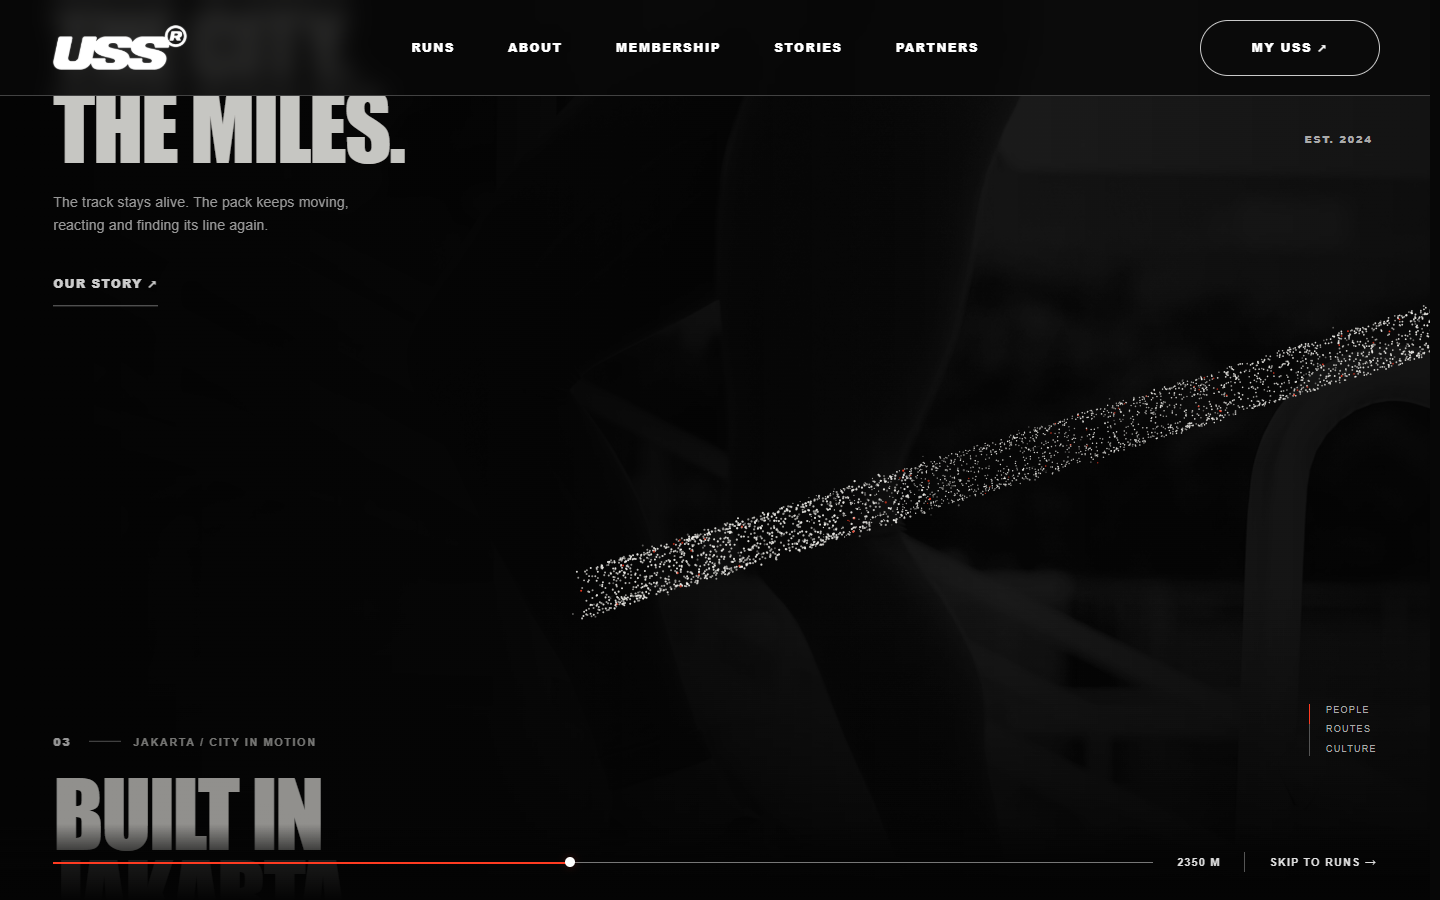 USS®
RUNS
ABOUT
MEMBERSHIP
STORIES
PARTNERS
MY USS ↗
THE MILES.
EST. 2024
The track stays alive. The pack keeps moving,
reacting and finding its line again.
OUR STORY ↗
PEOPLE
ROUTES
CULTURE
03 — JAKARTA / CITY IN MOTION
BUILT IN
JAKARTA
2350 M
SKIP TO RUNS →